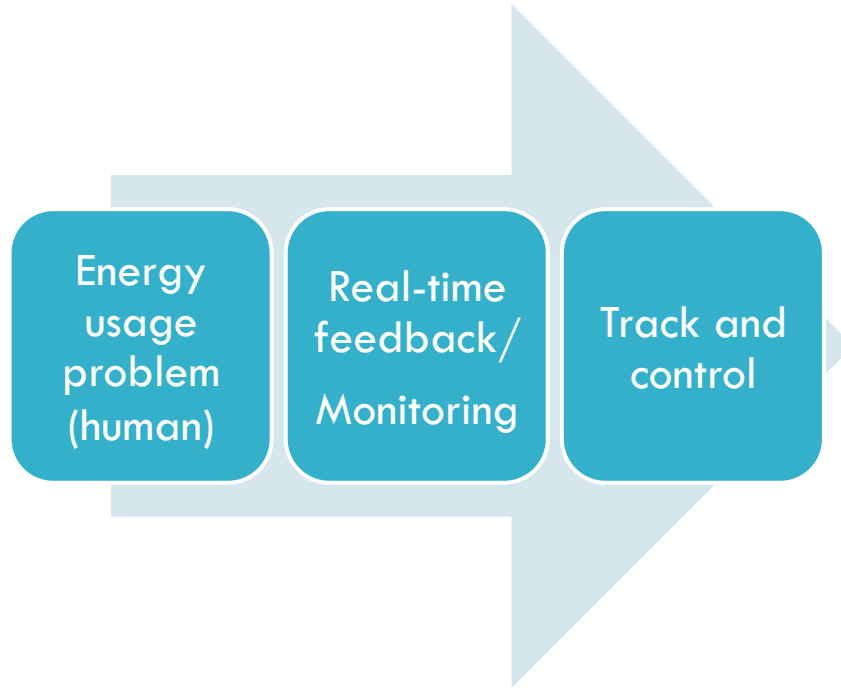 Energy
usage
problem
(human)
Real-time
feedback/
Monitoring
Track and
control